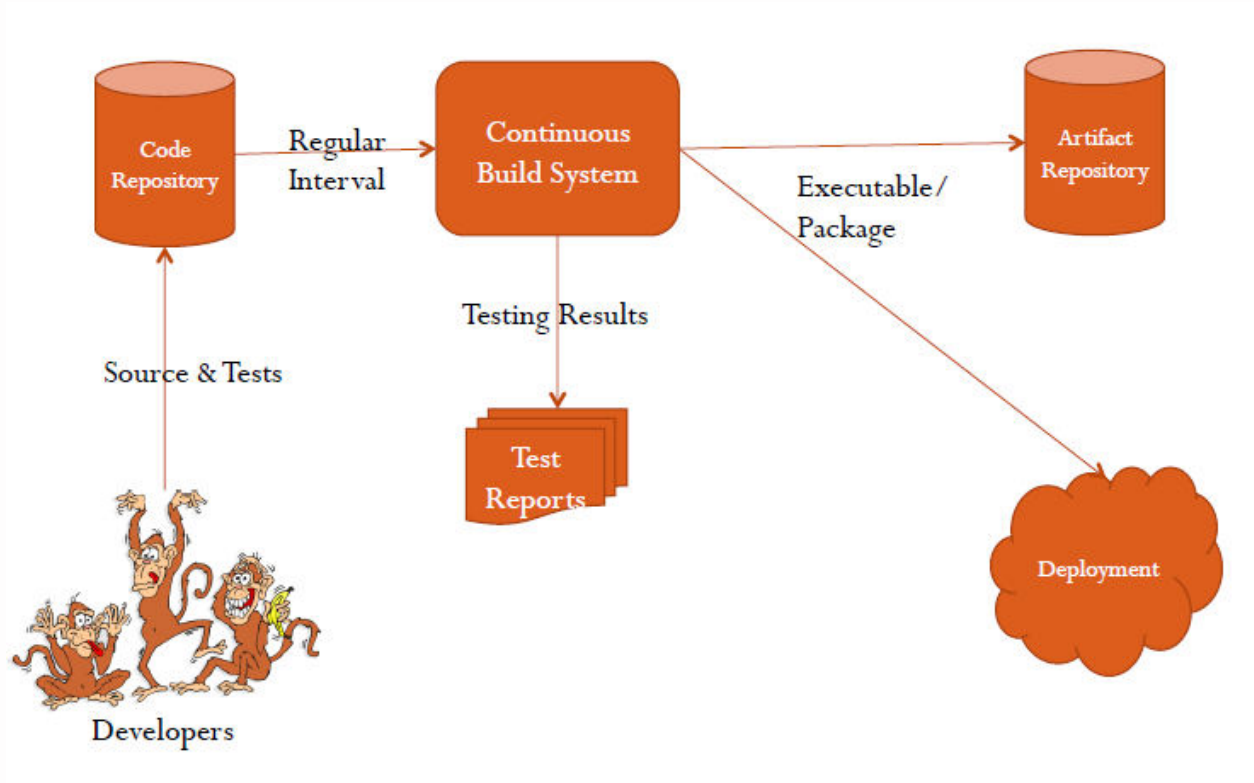 Code
Repository
Regular
Interval
Continuous
Build System
Executable/
Package
Artifact
Repository
Testing Results
Source & Tests
Test
Reports
Deployment
Developers